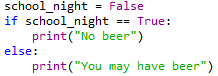 school_night = False
if school_night == True:
    print("No beer")
else:
    print("You may have beer")